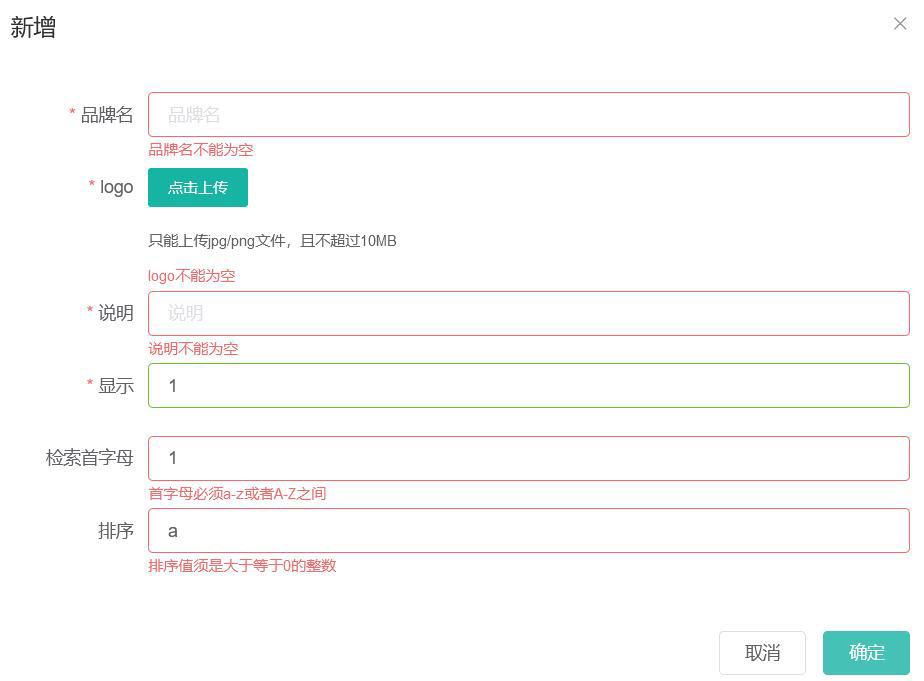 新增
* 品牌名 品牌名
品牌名不能为空
* logo 点击上传
只能上传jpg/png文件，且不超过10MB
logo不能为空
* 说明 说明
说明不能为空
* 显示 1
检索首字母 1
首字母必须a-z或者A-Z之间
排序 a
排序值须是大于等于0的整数
取消 确定